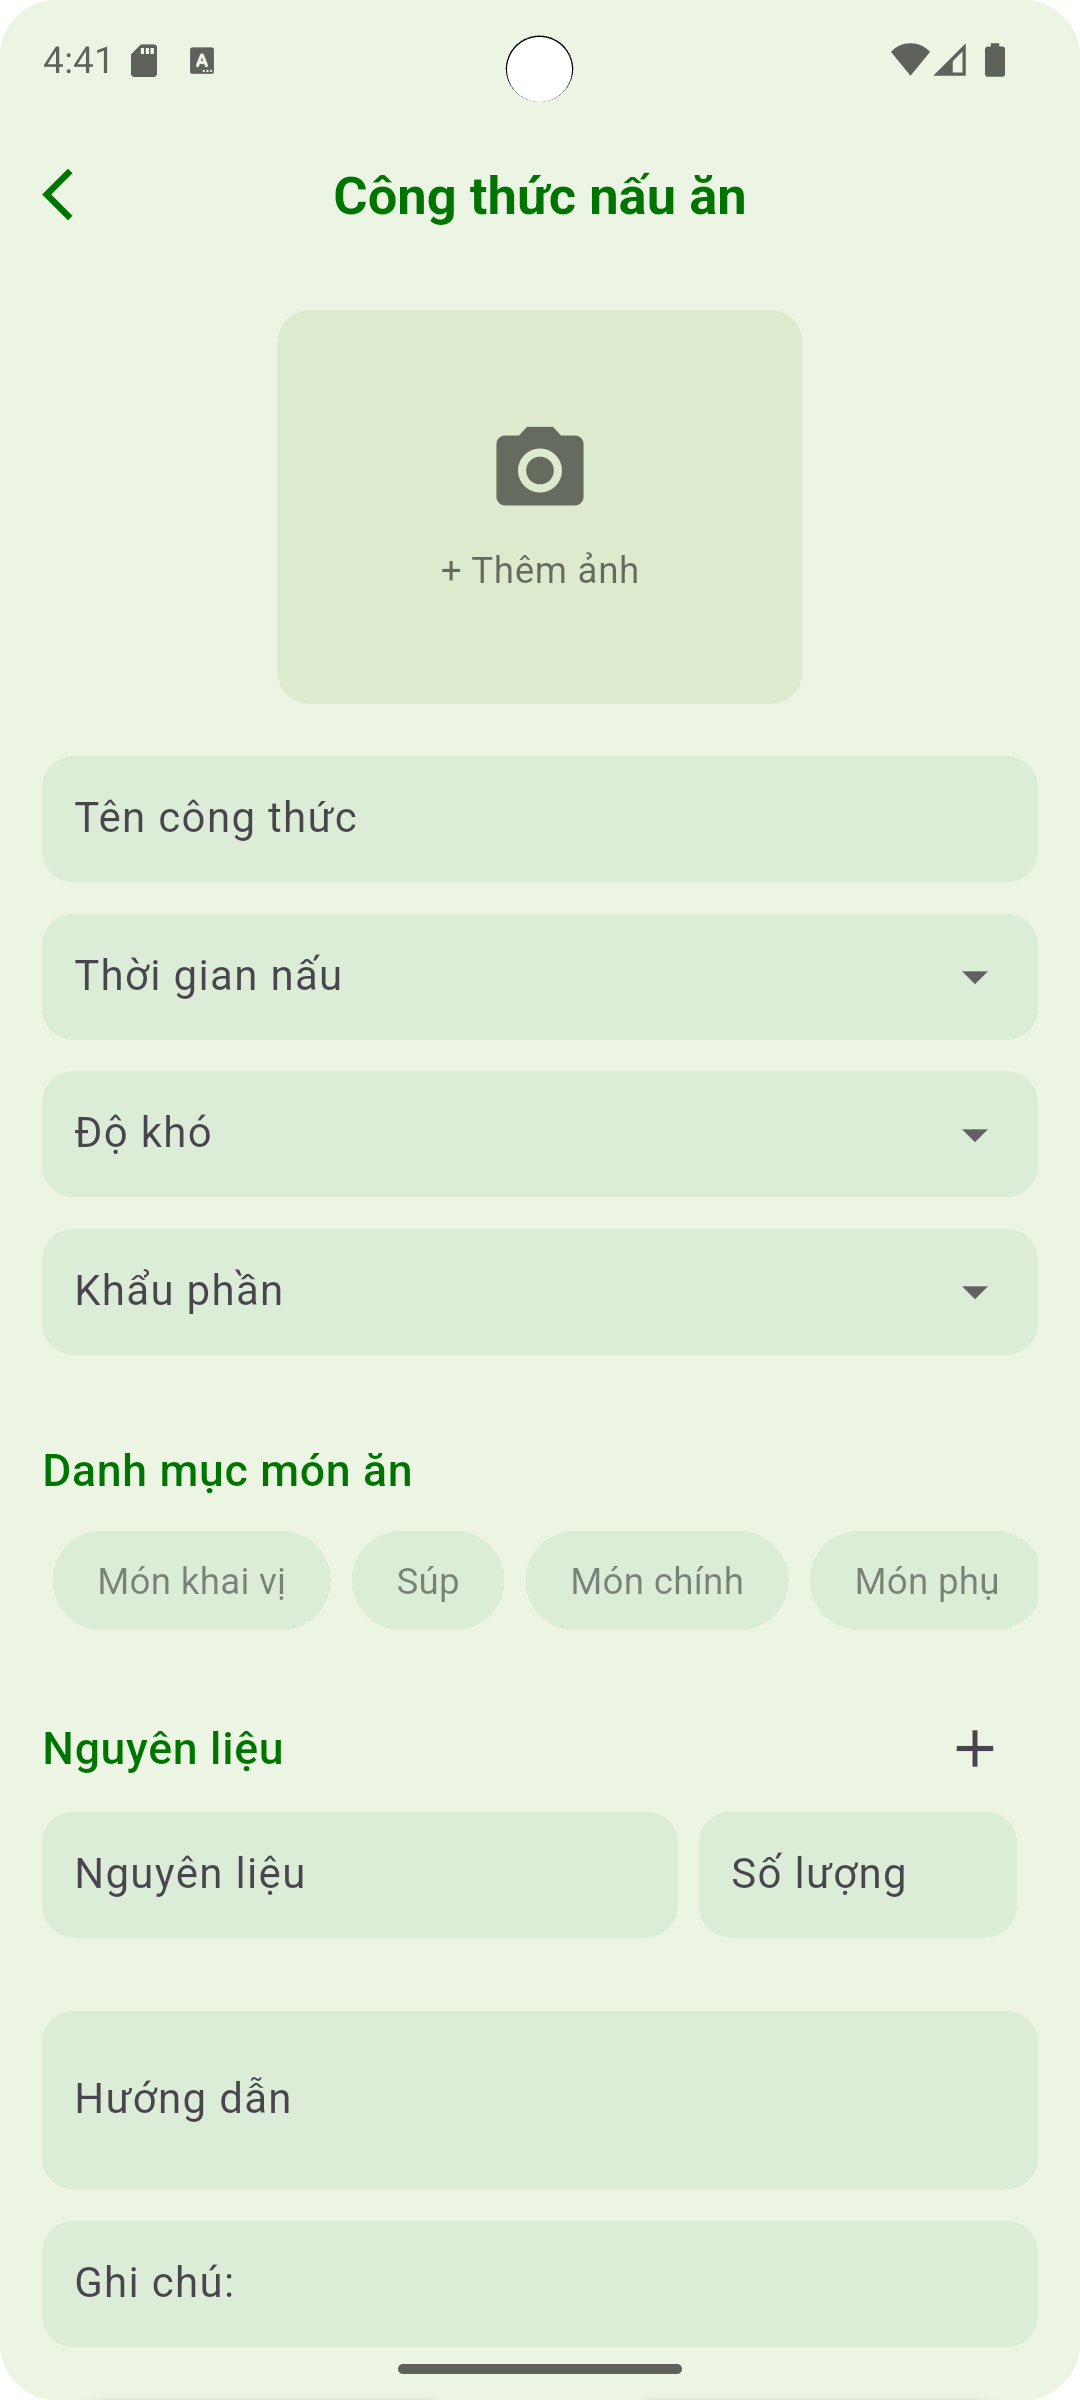 4:41
Công thức nấu ăn
+ Thêm ảnh
Tên công thức
Thời gian nấu
Độ khó
Khẩu phần
Danh mục món ăn
Món khai vị Súp Món chính Món phụ
Nguyên liệu +
Nguyên liệu Số lượng
Hướng dẫn
Ghi chú: